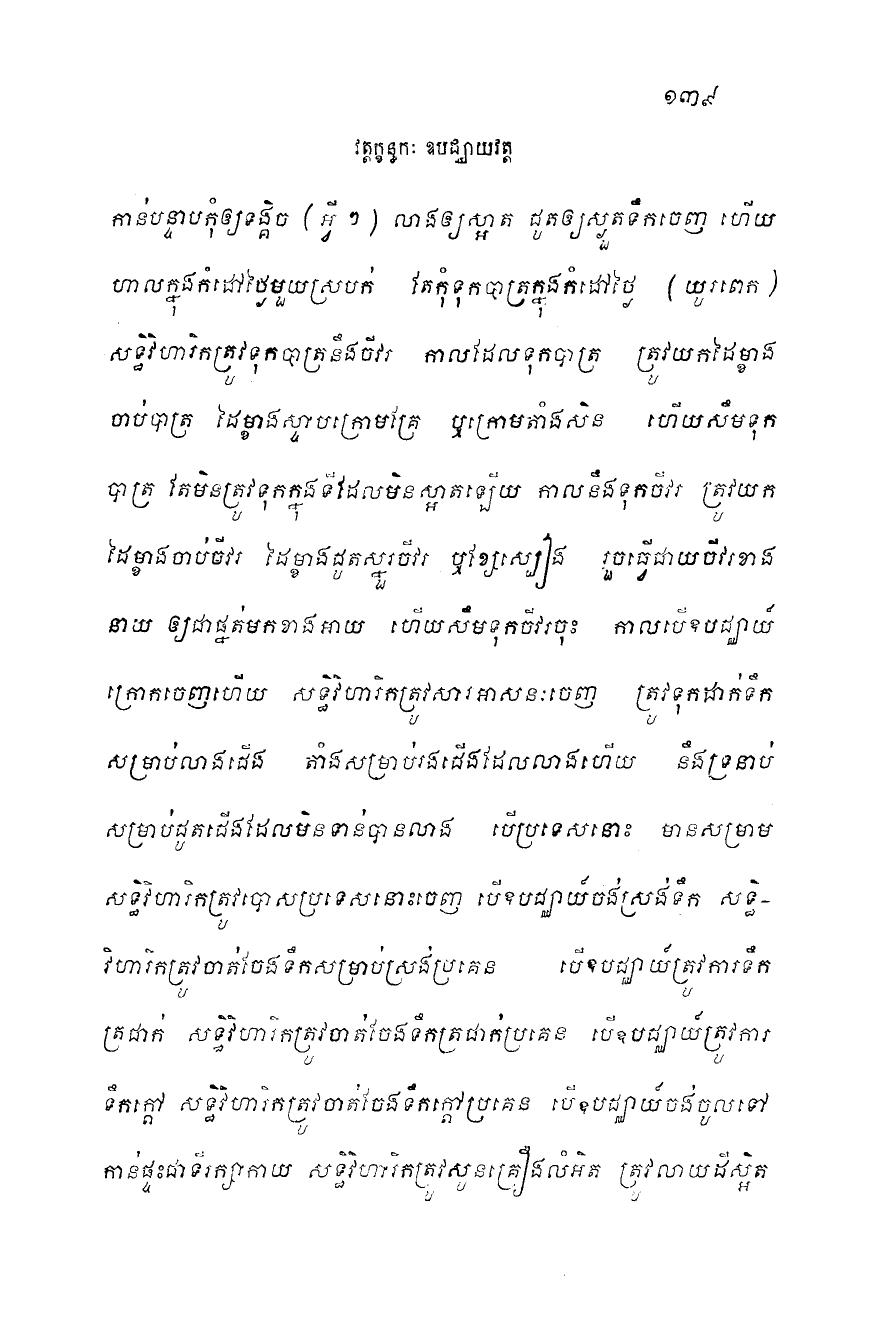 ១៣៩
វត្តក្ខន្ធកៈ ឧបជ្ឈាយវត្ត
កាន់បន្ទាបកុំឲ្យទង្គិច ( អ្វី ៗ ) លាងឲ្យស្អាត ជូតឲ្យស្ងួតទឹកចេញ ហើយ
ហាលក្នុងកំដៅថ្ងៃមួយស្របក់ តែកុំទុកបាត្រក្នុងកំដៅថ្ងៃ ( យូរពេក )
សទ្ធិវិហារិកត្រូវទុកបាត្រនឹងចីវរ កាលដែលទុកបាត្រ ត្រូវយកដៃម្ខាង
ចាប់បាត្រ ដៃម្ខាងស្ទាបក្រោមគ្រែ ឬក្រោមតាំងសិន ហើយសឹមទុក
បាត្រ តែមិនត្រូវទុកក្នុងទីដែលមិនស្អាតឡើយ កាលនឹងទុកចីវរ ត្រូវយក
ដៃម្ខាងចាប់ចីវរ ដៃម្ខាងជូតស្នួរចីវរ ឬខ្សែស្បៀង រួចធ្វើជាយចីវរខាង
នាយ ឲ្យជាផ្នត់មកខាងអាយ ហើយសឹមទុកចីវរចុះ កាលបើឧបជ្ឈាយ៍
ក្រោកចេញហើយ សទ្ធិវិហារិកត្រូវសារអាសនៈចេញ ត្រូវទុកដាក់ទឹក
សម្រាប់លាងជើង តាំងសម្រាប់រងជើងដែលលាងហើយ នឹងទ្រនាប់
សម្រាប់ជូតជើងដែលមិនទាន់បានលាង បើប្រទេសនោះ មានសម្រាម
សទ្ធិវិហារិកត្រូវបោសប្រទេសនោះចេញ បើឧបជ្ឈាយ៍ចង់ស្រង់ទឹក សទ្ធិ-
វិហារិកត្រូវចាត់ចែងទឹកសម្រាប់ស្រង់ប្រគេន បើឧបជ្ឈាយ៍ត្រូវការទឹក
ត្រជាក់ សទ្ធិវិហារិកត្រូវចាត់ចែងទឹកត្រជាក់ប្រគេន បើឧបជ្ឈាយ៍ត្រូវការ
ទឹកក្តៅ សទ្ធិវិហារិកត្រូវចាត់ចែងទឹកក្តៅប្រគេន បើឧបជ្ឈាយ៍ចង់ចូលទៅ
កាន់ផ្ទះជាទីរក្សាកាយ សទ្ធិវិហារិកត្រូវសូនគ្រឿងលំអិត ត្រូវលាយដីស្អិត